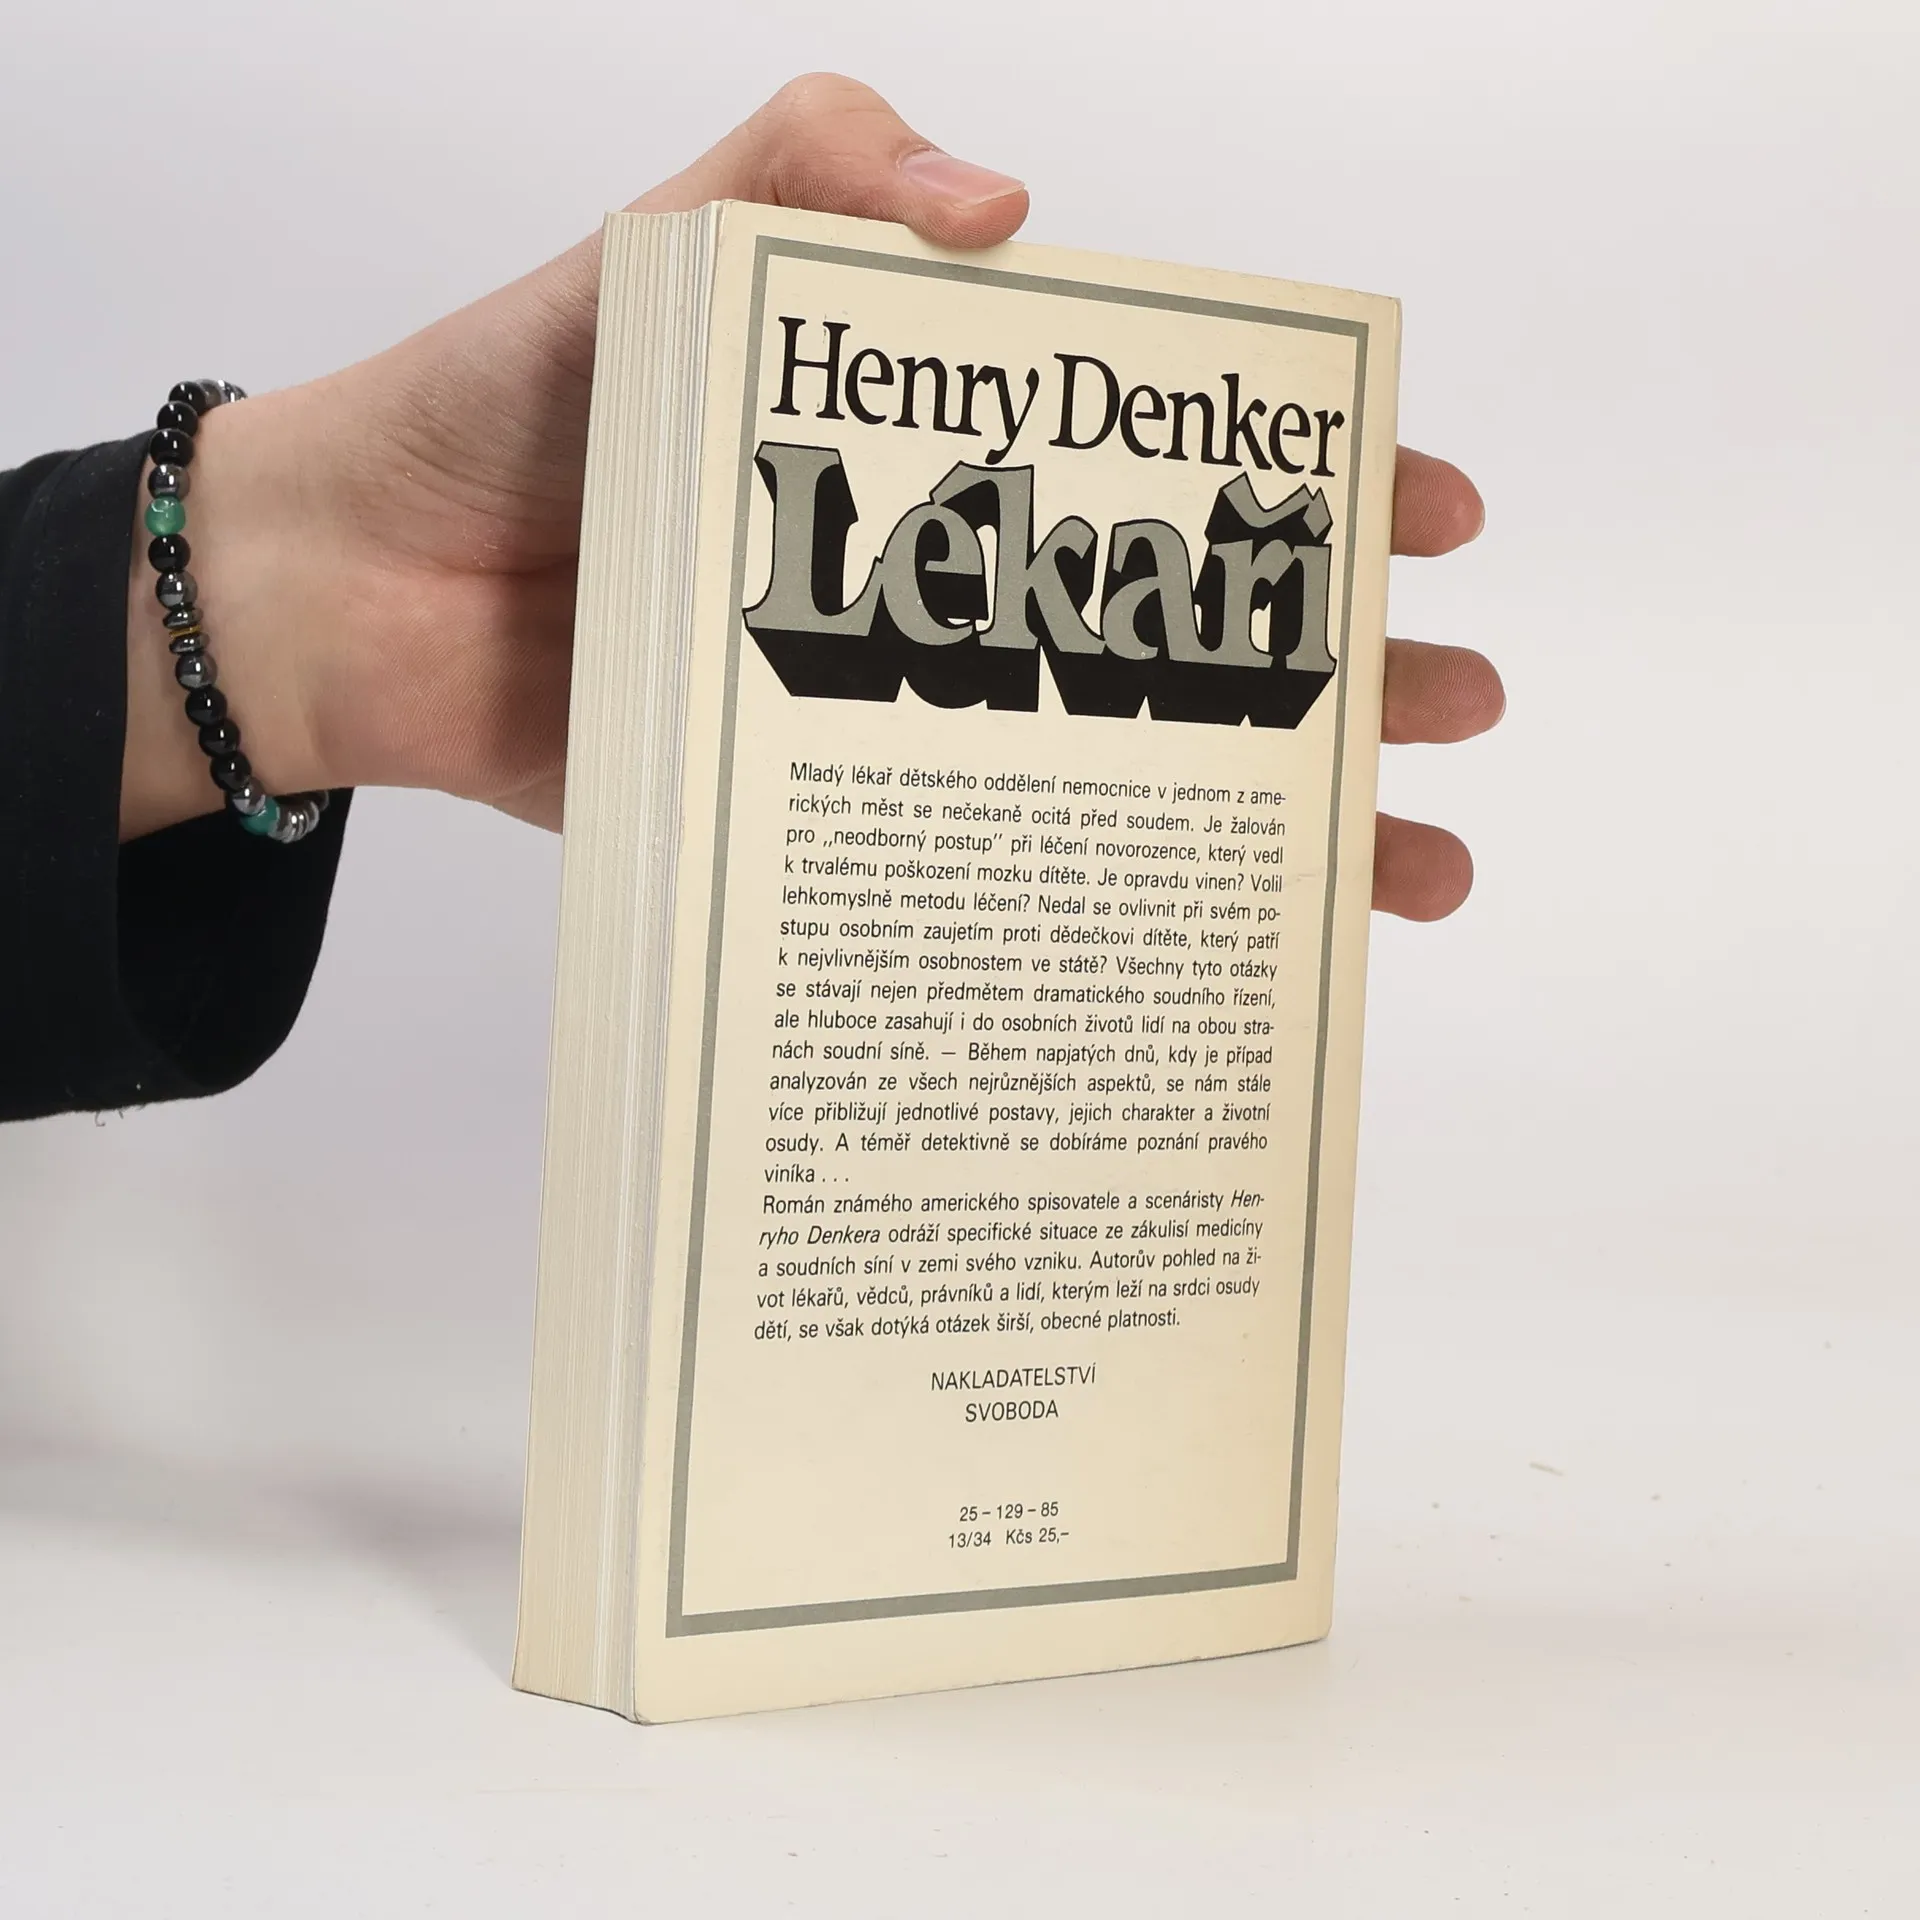 Henry Denker
Lékaři
Mladý lékař dětského oddělení nemocnice v jednom z ame-
rických měst se nečekaně ocitá před soudem. Je žalován
pro „neodborný postup" při léčení novorozence, který vedl
k trvalému poškození mozku dítěte. Je opravdu vinen? Volil
lehkomyslně metodu léčení? Nedal se ovlivnit při svém po-
stupu osobním zaujetím proti dědečkovi dítěte, který patří
k nejvlivnějším osobnostem ve státě? Všechny tyto otázky
se stávají nejen předmětem dramatického soudního řízení,
ale hluboce zasahují i do osobních životů lidí na obou stra-
nách soudní síně. — Během napjatých dnů, kdy je případ
analyzován ze všech nejrůznějších aspektů, se nám stále
více přibližují jednotlivé postavy, jejich charakter a životní
osudy. A téměř detektivně se dobíráme poznání pravého
viníka . . .
Román známého amerického spisovatele a scenáristy Hen-
ryho Denkera odráží specifické situace ze zákulisí medicíny
a soudních síní v zemi svého vzniku. Autorův pohled na ži-
vot lékařů, vědců, právníků a lidí, kterým leží na srdci osudy
dětí, se však dotýká otázek širší, obecné platnosti.
NAKLADATELSTVÍ
SVOBODA
25 – 129 – 85
13/34 Kčs 25,–